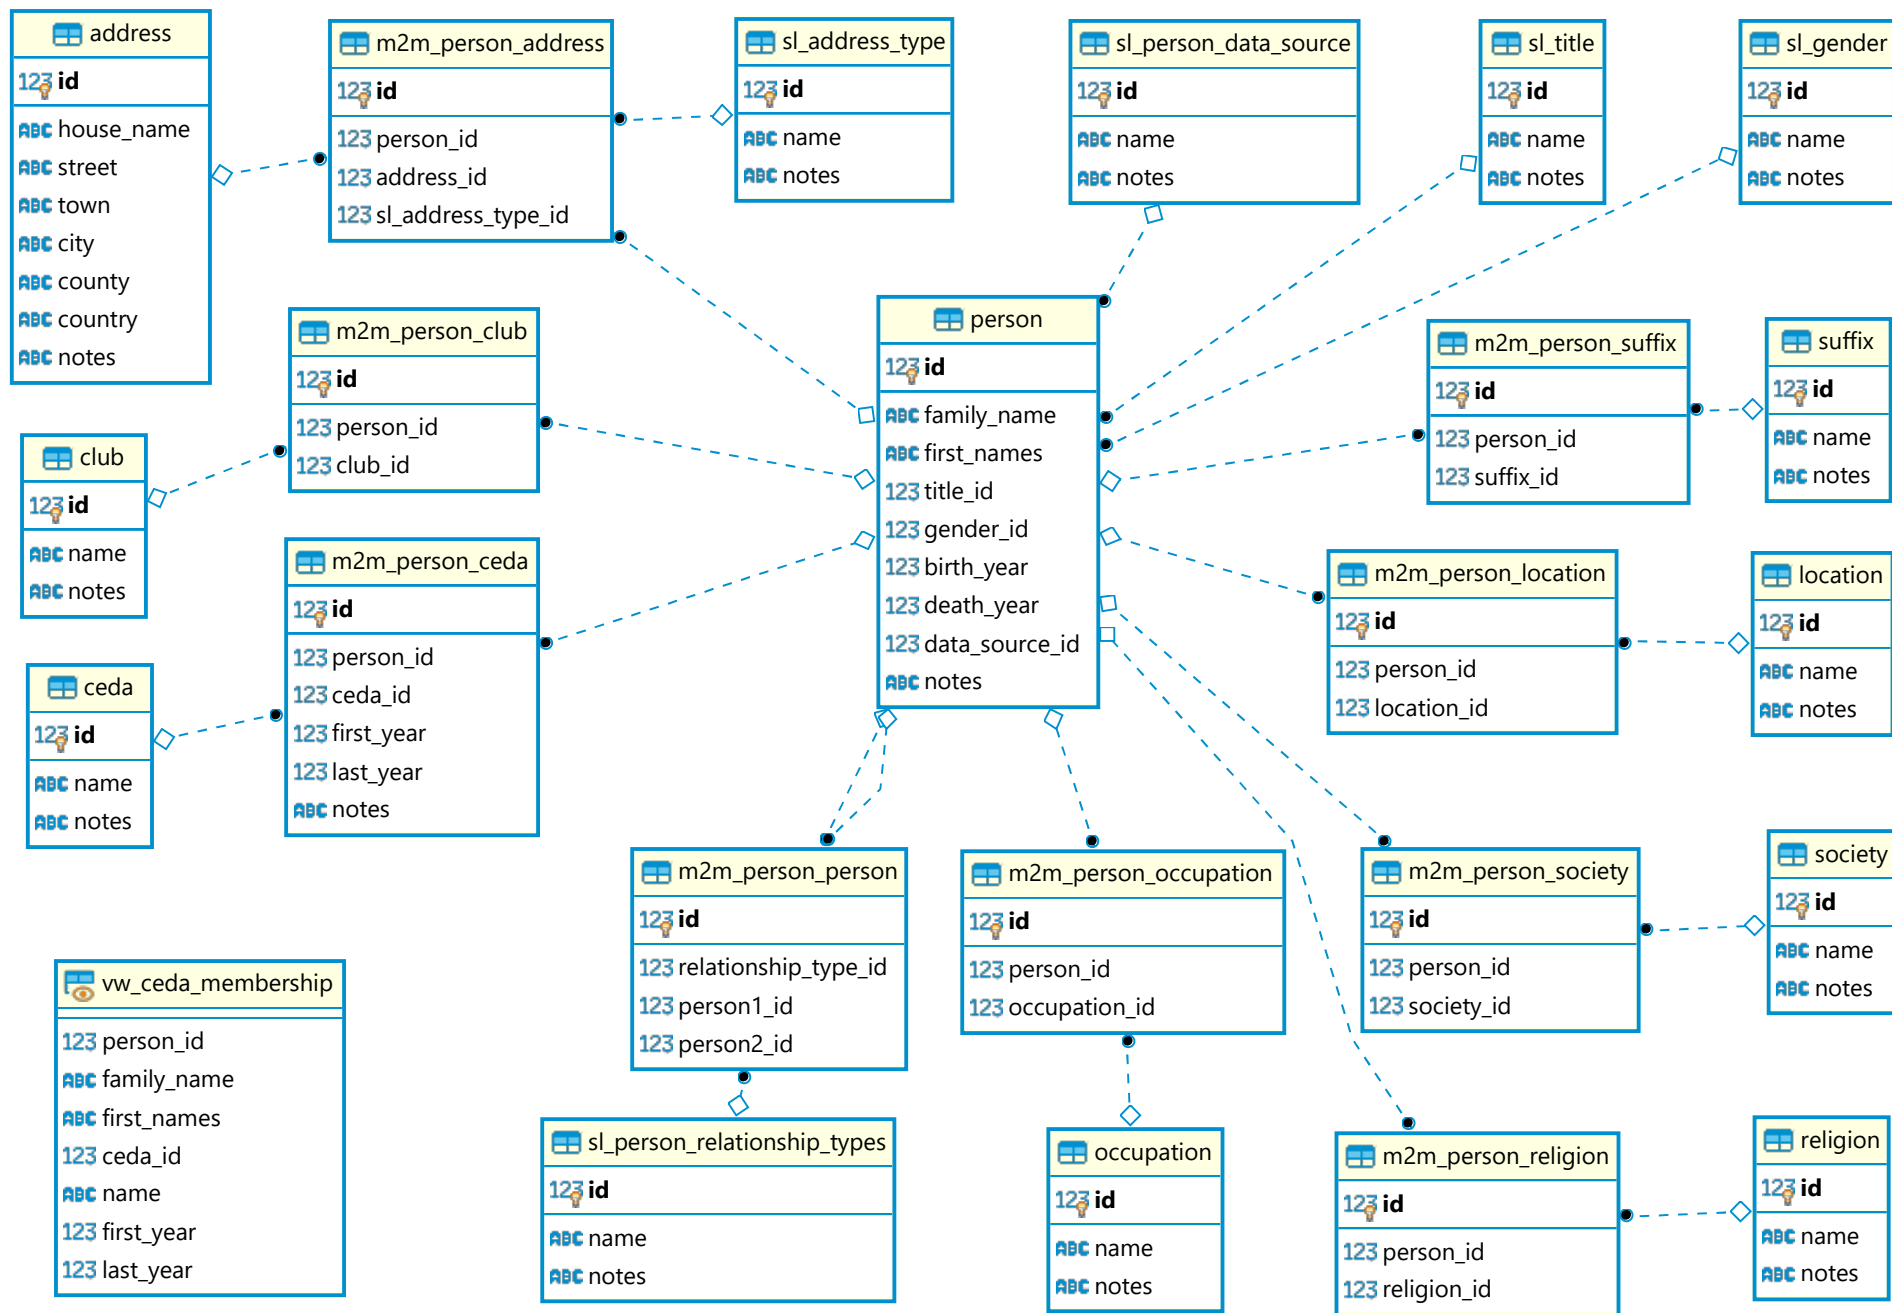 address
123 id
ABC house_name
ABC street
ABC town
ABC city
ABC county
ABC country
ABC notes
m2m_person_address
123 id
123 person_id
123 address_id
123 sl_address_type_id
sl_address_type
123 id
ABC name
ABC notes
sl_person_data_source
123 id
ABC name
ABC notes
sl_title
123 id
ABC name
ABC notes
sl_gender
123 id
ABC name
ABC notes
m2m_person_club
123 id
123 person_id
123 club_id
person
123 id
ABC family_name
ABC first_names
123 title_id
123 gender_id
123 birth_year
123 death_year
123 data_source_id
ABC notes
m2m_person_suffix
123 id
123 person_id
123 suffix_id
suffix
123 id
ABC name
ABC notes
club
123 id
ABC name
ABC notes
m2m_person_ceda
123 id
123 person_id
123 ceda_id
123 first_year
123 last_year
ABC notes
m2m_person_location
123 id
123 person_id
123 location_id
location
123 id
ABC name
ABC notes
ceda
123 id
ABC name
ABC notes
m2m_person_person
123 id
123 relationship_type_id
123 person1_id
123 person2_id
m2m_person_occupation
123 id
123 person_id
123 occupation_id
m2m_person_society
123 id
123 person_id
123 society_id
society
123 id
ABC name
ABC notes
vw_ceda_membership
123 person_id
ABC family_name
ABC first_names
123 ceda_id
ABC name
123 first_year
123 last_year
sl_person_relationship_types
123 id
ABC name
ABC notes
occupation
123 id
ABC name
ABC notes
m2m_person_religion
123 id
123 person_id
123 religion_id
religion
123 id
ABC name
ABC notes